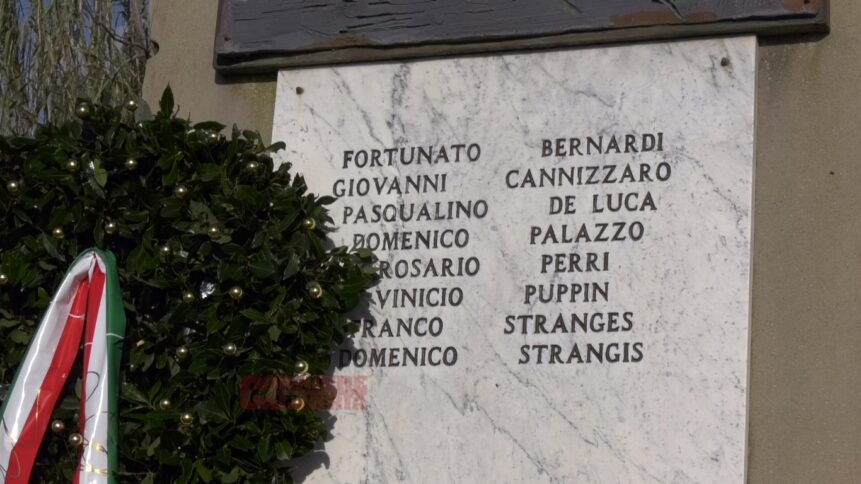 FORTUNATO BERNARDI
GIOVANNI CANNIZZARO
PASQUALINO DE LUCA
DOMENICO PALAZZO
ROSARIO PERRI
VINICIO PUPPIN
FRANCO STRANGES
DOMENICO STRANGIS